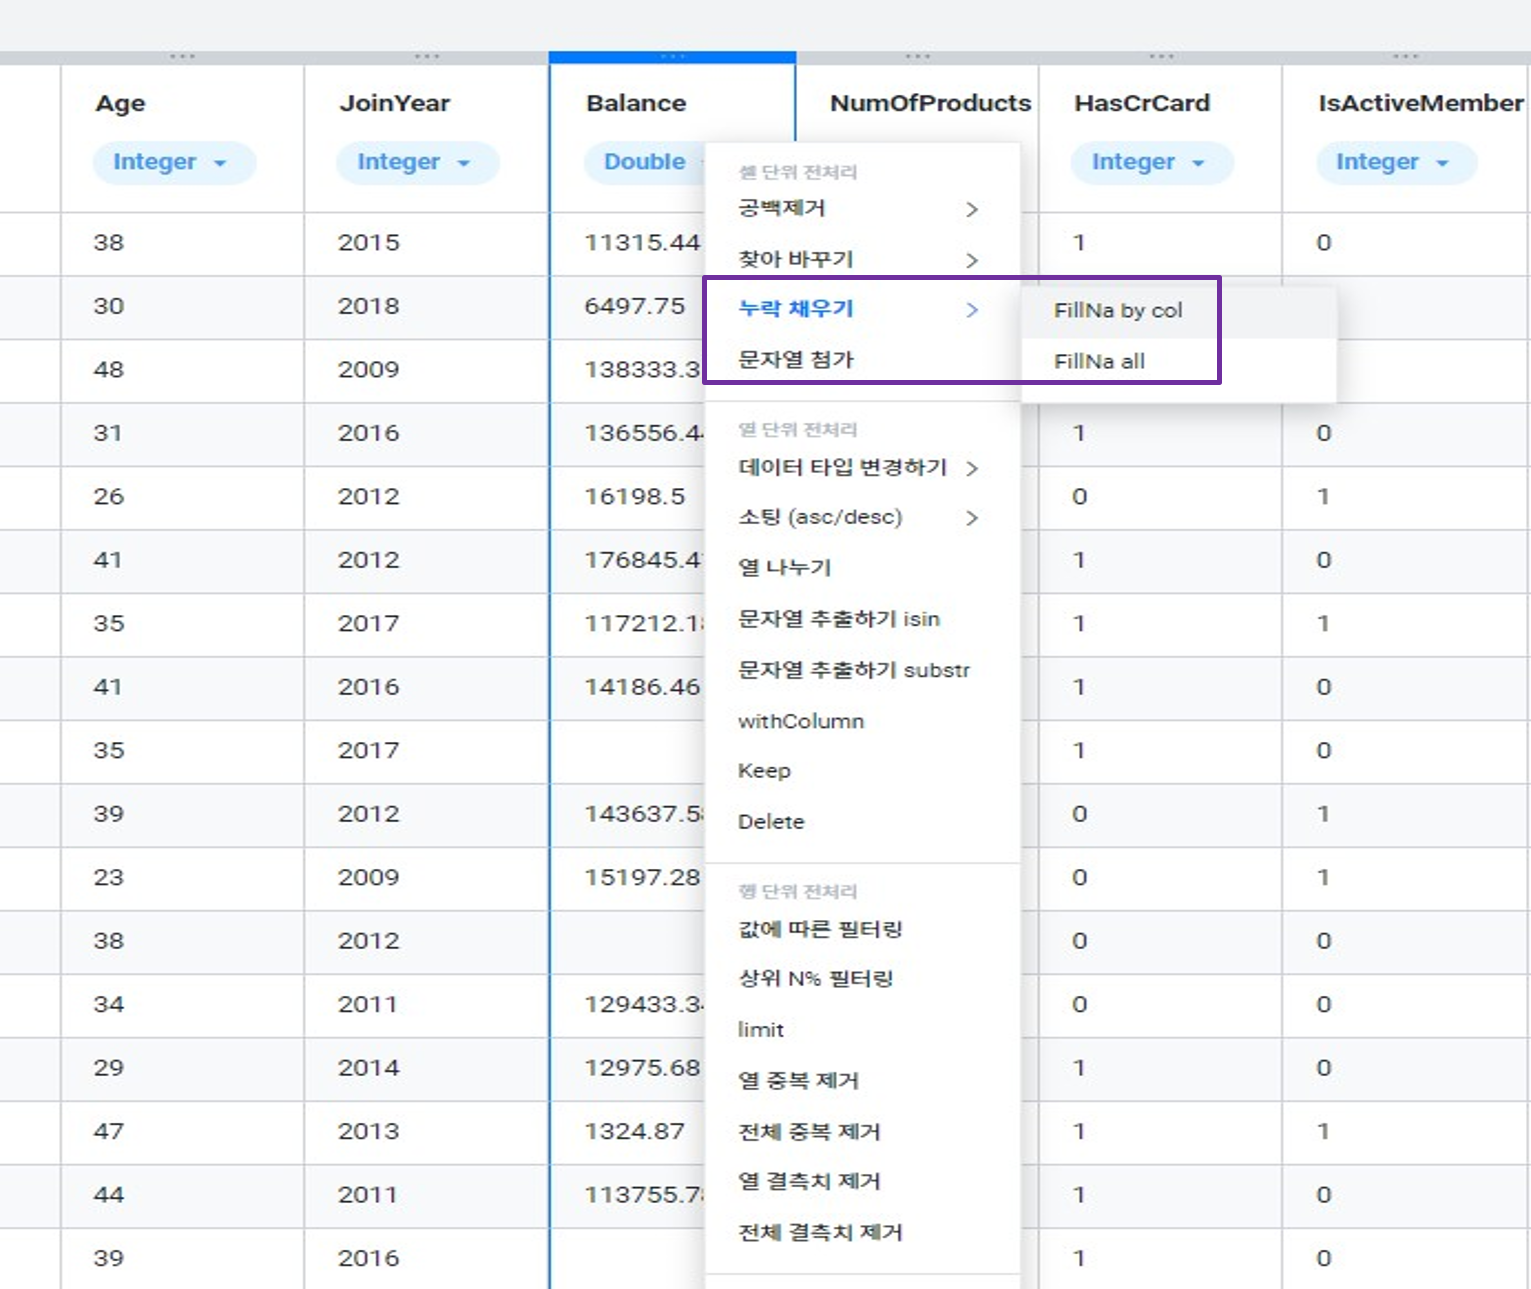 Age JoinYear Balance NumOfProducts HasCrCard IsActiveMember
Integer Integer Double Integer Integer
셀 단위 전처리
공백제거
찾아 바꾸기
누락 채우기
문자열 첨가
FillNa by col
FillNa all
열 단위 전처리
데이터 타입 변경하기
소팅 (asc/desc)
열 나누기
문자열 추출하기 isin
문자열 추출하기 substr
withColumn
Keep
Delete
행 단위 전처리
값에 따른 필터링
상위 N% 필터링
limit
열 중복 제거
전체 중복 제거
열 결측치 제거
전체 결측치 제거
38 2015 11315.44 1 0
30 2018 6497.75
48 2009 138333.3
31 2016 136556.4 1 0
26 2012 16198.5 0 1
41 2012 176845.4 1 0
35 2017 117212.1 1 1
41 2016 14186.46 1 0
35 2017 1 0
39 2012 143637.5 0 1
23 2009 15197.28 0 1
38 2012 0 0
34 2011 129433.3 0 0
29 2014 12975.68 1 0
47 2013 1324.87 1 1
44 2011 113755.7 1 0
39 2016 1 0